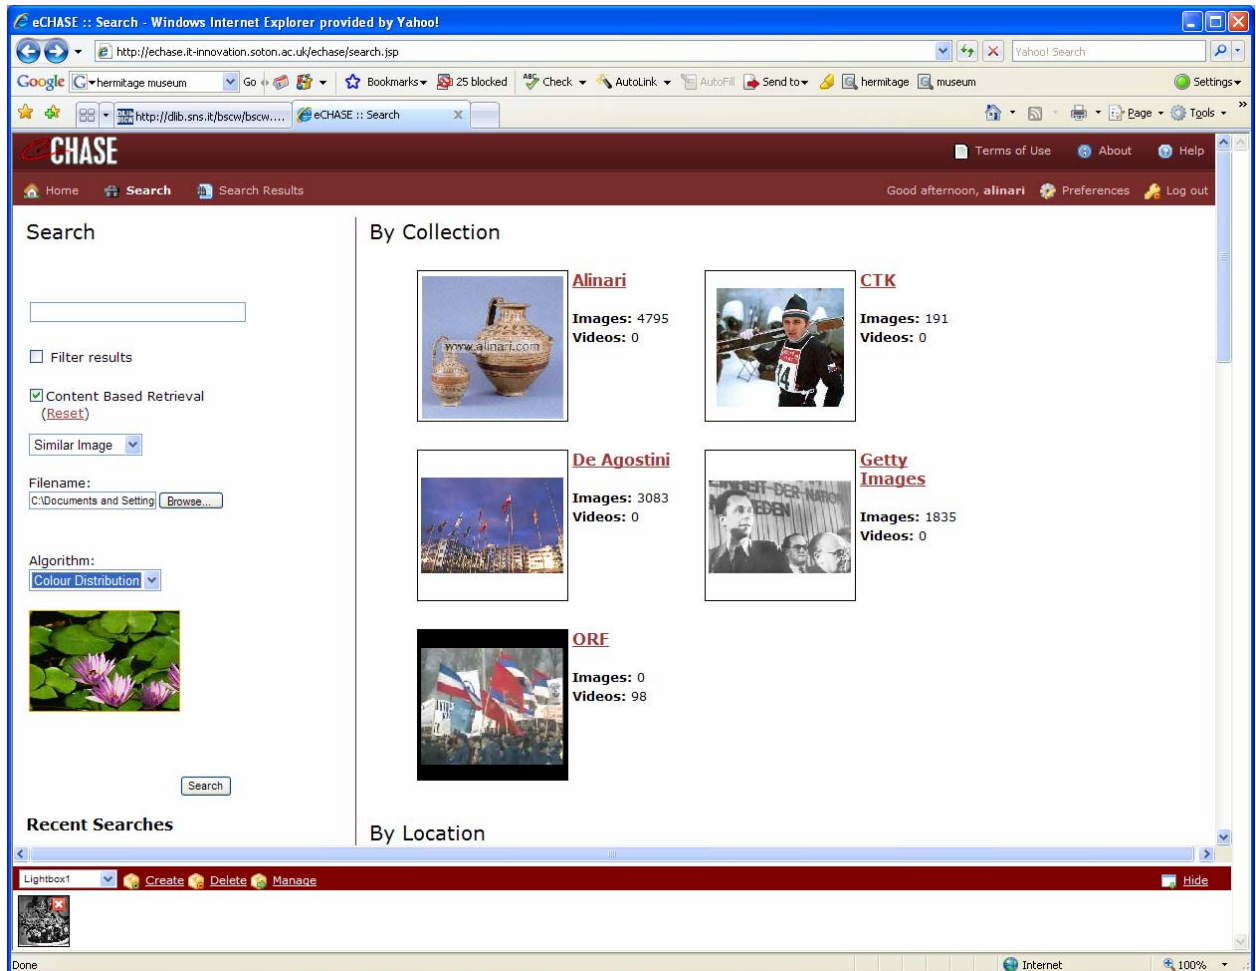 eCHASE :: Search - Windows Internet Explorer provided by Yahoo!
http://echase.it-innovation.soton.ac.uk/echase/search.jsp
Yahoo! Search
Google G hermitage museum Go Bookmarks 25 blocked ABC Check AutoLink AutoFill Send to hermitage museum Settings
http://dlib.sns.it/bscw/bscw.... eCHASE :: Search x Page Tools »
eCHASE
Terms of Use About Help
Home Search Search Results
Good afternoon, alinari Preferences Log out
Search
Filter results
Content Based Retrieval
(Reset)
Similar Image
Filename:
C:\Documents and Setting Browse...
Algorithm:
Colour Distribution
Search
Recent Searches
By Collection
www.alinari.com
Alinari
Images: 4795
Videos: 0
14
CTK
Images: 191
Videos: 0
De Agostini
Images: 3083
Videos: 0
Getty
Images
Images: 1835
Videos: 0
ORF
Images: 0
Videos: 98
By Location
Lightbox1 Create Delete Manage Hide
Done Internet 100%